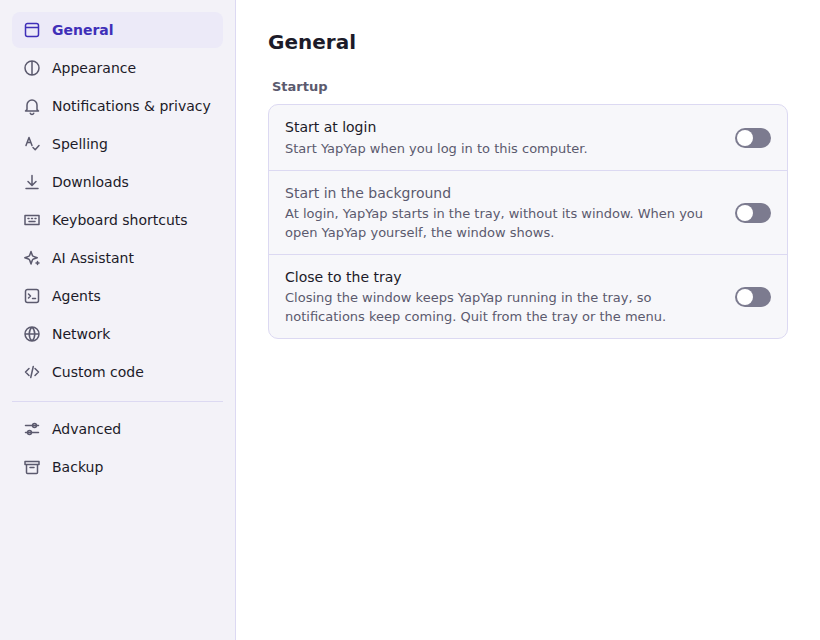 General
Appearance
Notifications & privacy
Spelling
Downloads
Keyboard shortcuts
AI Assistant
Agents
Network
Custom code
Advanced
Backup
General
Startup
Start at login
Start YapYap when you log in to this computer.
Start in the background
At login, YapYap starts in the tray, without its window. When you
open YapYap yourself, the window shows.
Close to the tray
Closing the window keeps YapYap running in the tray, so
notifications keep coming. Quit from the tray or the menu.